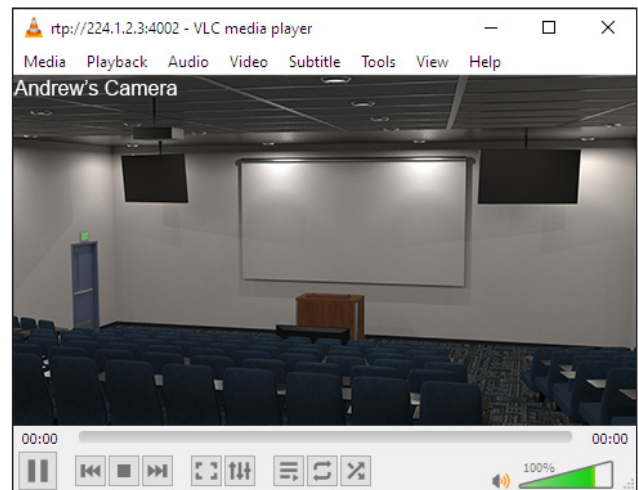 rtp://224.1.2.3:4002 - VLC media player
Media Playback Audio Video Subtitle Tools View Help
Andrew's Camera
00:00 00:00
100%